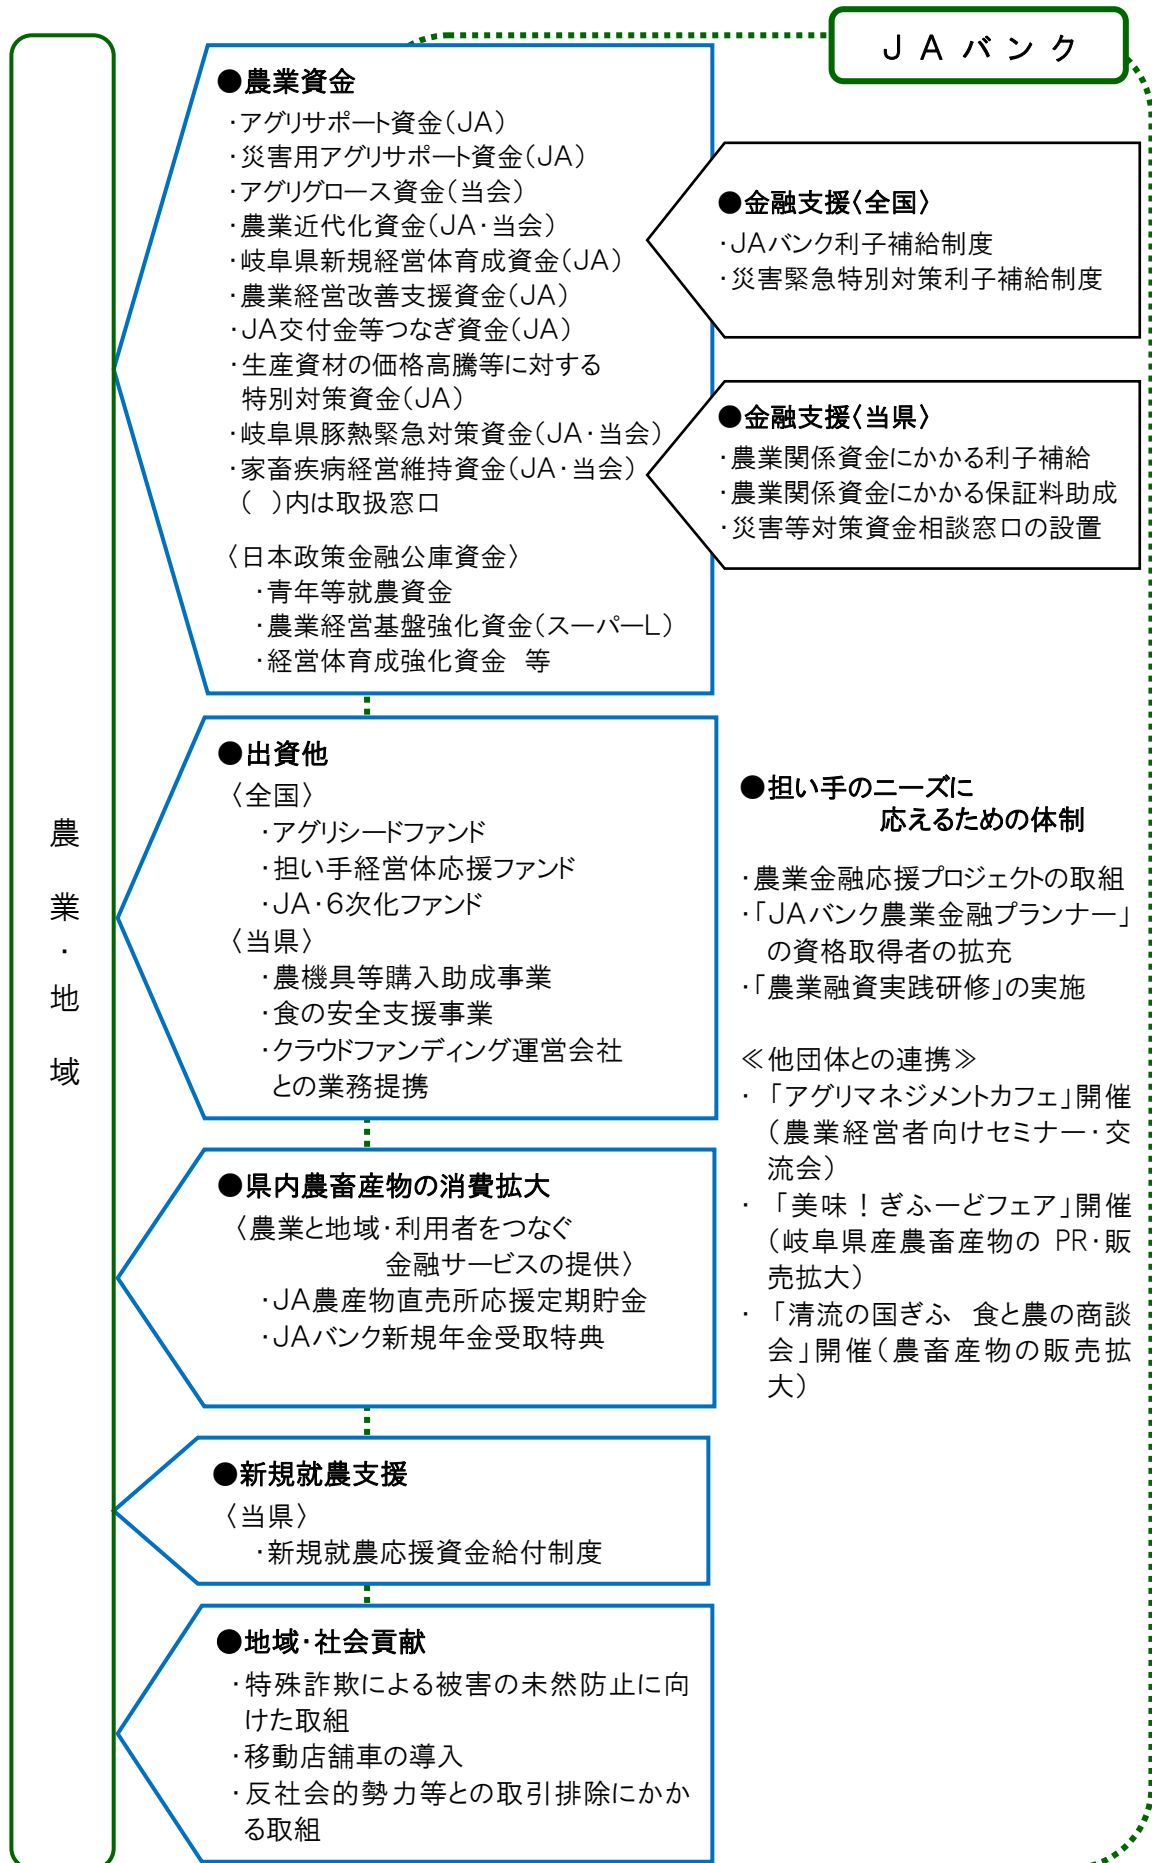 JAバンク
農業・地域
●農業資金
・アグリサポート資金(JA)
・災害用アグリサポート資金(JA)
・アグリグロース資金(当会)
・農業近代化資金(JA・当会)
・岐阜県新規経営体育成資金(JA)
・農業経営改善支援資金(JA)
・JA交付金等つなぎ資金(JA)
・生産資材の価格高騰等に対する
特別対策資金(JA)
・岐阜県豚熱緊急対策資金(JA・当会)
・家畜疾病経営維持資金(JA・当会)
(　)内は取扱窓口
〈日本政策金融公庫資金〉
・青年等就農資金
・農業経営基盤強化資金(スーパーL)
・経営体育成強化資金　等
●金融支援〈全国〉
・JAバンク利子補給制度
・災害緊急特別対策利子補給制度
●金融支援〈当県〉
・農業関係資金にかかる利子補給
・農業関係資金にかかる保証料助成
・災害等対策資金相談窓口の設置
●出資他
〈全国〉
・アグリシードファンド
・担い手経営体応援ファンド
・JA・6次化ファンド
〈当県〉
・農機具等購入助成事業
・食の安全支援事業
・クラウドファンディング運営会社
との業務提携
●担い手のニーズに
応えるための体制
・農業金融応援プロジェクトの取組
・「JAバンク農業金融プランナー」
の資格取得者の拡充
・「農業融資実践研修」の実施
≪他団体との連携≫
・「アグリマネジメントカフェ」開催
(農業経営者向けセミナー・交
流会)
・「美味！ぎふーどフェア」開催
(岐阜県産農畜産物の PR・販
売拡大)
・「清流の国ぎふ　食と農の商談
会」開催(農畜産物の販売拡
大)
●県内農畜産物の消費拡大
〈農業と地域・利用者をつなぐ
金融サービスの提供〉
・JA農産物直売所応援定期貯金
・JAバンク新規年金受取特典
●新規就農支援
〈当県〉
・新規就農応援資金給付制度
●地域・社会貢献
・特殊詐欺による被害の未然防止に向
けた取組
・移動店舗車の導入
・反社会的勢力等との取引排除にかか
る取組